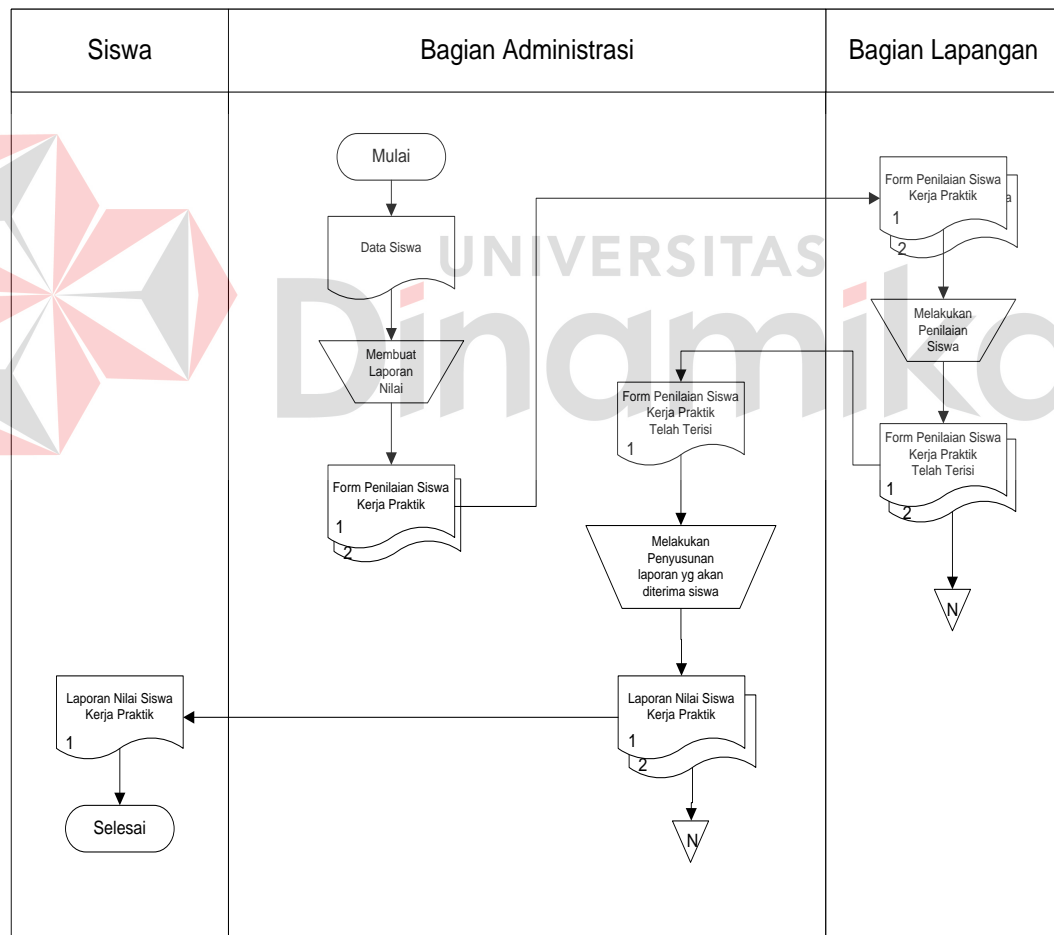 Siswa
Bagian Administrasi
Bagian Lapangan
Mulai
Data Siswa
Membuat
Laporan
Nilai
Form Penilaian Siswa
Kerja Praktik
1
2
Form Penilaian Siswa
Kerja Praktik
1
a
2
Melakukan
Penilaian
Siswa
Form Penilaian Siswa
Kerja Praktik
Telah Terisi
1
2
N
Form Penilaian Siswa
Kerja Praktik
Telah Terisi
1
Melakukan
Penyusunan
laporan yg akan
diterima siswa
Laporan Nilai Siswa
Kerja Praktik
1
2
N
Laporan Nilai Siswa
Kerja Praktik
1
Selesai
UNIVERSITAS
Dinamika